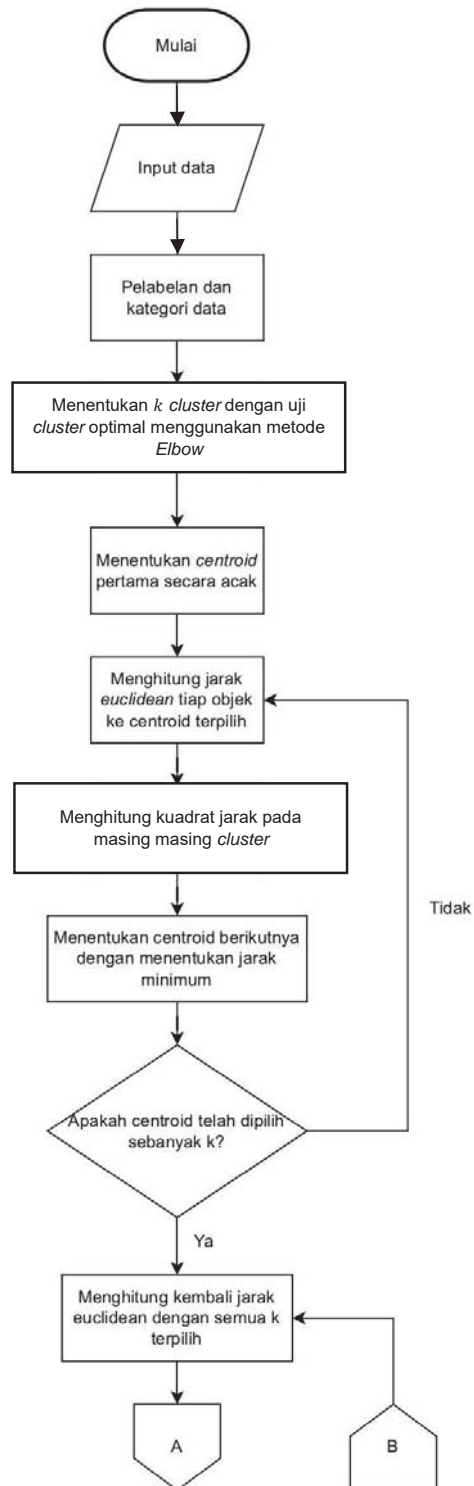 Mulai
Input data
Pelabelan dan
kategori data
Menentukan k cluster dengan uji
cluster optimal menggunakan metode
Elbow
Menentukan centroid
pertama secara acak
Menghitung jarak
euclidean tiap objek
ke centroid terpilih
Menghitung kuadrat jarak pada
masing masing cluster
Tidak
Menentukan centroid berikutnya
dengan menentukan jarak
minimum
Apakah centroid telah dipilih
sebanyak k?
Ya
Menghitung kembali jarak
euclidean dengan semua k
terpilih
A
B